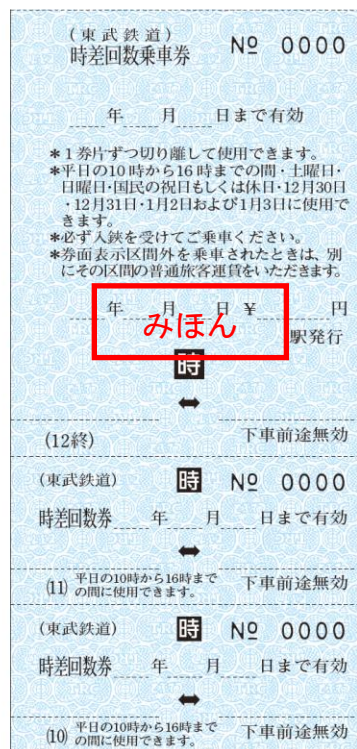 (東武鉄道)
時差回数乗車券 № 0000
年 月 日まで有効
*1券片ずつ切り離して使用できます。
*平日の10時から16時までの間・土曜日・
日曜日・国民の祝日もしくは休日・12月30日
・12月31日・1月2日および1月3日に使用で
きます。
*必ず入鋏を受けてご乗車ください。
*券面表示区間外を乗車されたときは、別
にその区間の普通旅客運賃をいただきます。
年 月 日 ¥ 円
みほん
駅発行
時
⬌
(12終) 下車前途無効
(東武鉄道) 時 № 0000
時差回数券 年 月 日まで有効
⬌
(11) 平日の10時から16時まで
の間に使用できます。 下車前途無効
(東武鉄道) 時 № 0000
時差回数券 年 月 日まで有効
⬌
(10) 平日の10時から16時まで
の間に使用できます。 下車前途無効